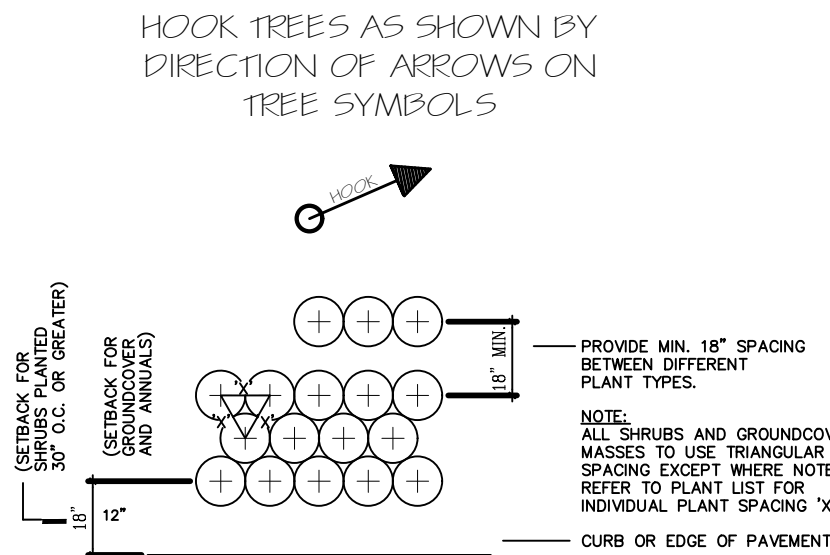 HOOK TREES AS SHOWN BY
DIRECTION OF ARROWS ON
TREE SYMBOLS
HOOK
(SETBACK FOR
SHRUBS PLANTED
30" O.C. OR GREATER)
(SETBACK FOR
GROUNDCOVER
AND ANNUALS)
'X'
'X'
'X'
18" MIN.
PROVIDE MIN. 18" SPACING
BETWEEN DIFFERENT
PLANT TYPES.
NOTE:
ALL SHRUBS AND GROUNDCOV
MASSES TO USE TRIANGULAR
SPACING EXCEPT WHERE NOTE
REFER TO PLANT LIST FOR
INDIVIDUAL PLANT SPACING 'X
18"
12"
CURB OR EDGE OF PAVEMENT